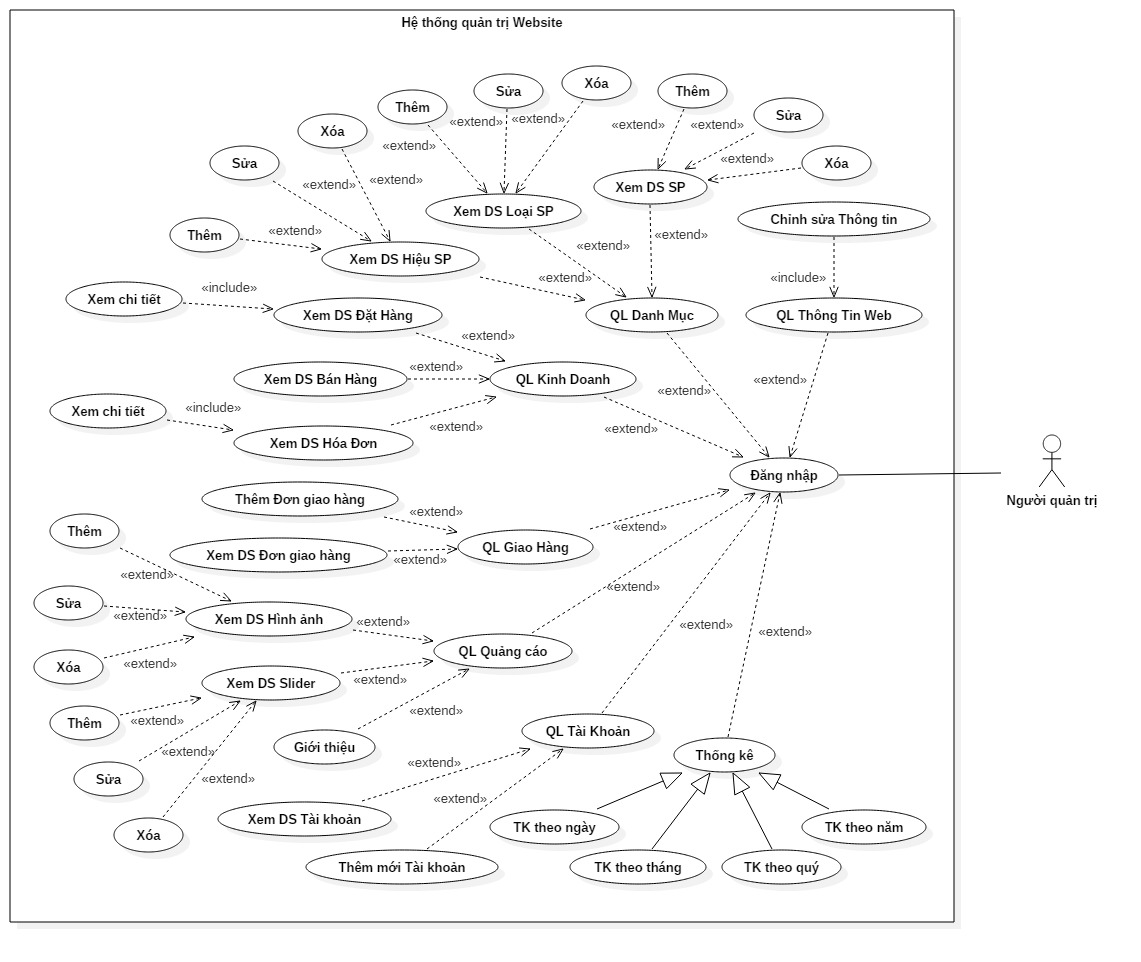 Hệ thống quản trị Website
Xóa
Sửa
Thêm
Thêm
Sửa
Xóa
«extend»
«extend»
«extend»
«extend»
«extend»
Xóa
Sửa
«extend»
«extend»
«extend»
«extend»
Xem DS SP
Xem DS Loại SP
Chỉnh sửa Thông tin
Thêm
«extend»
«extend»
«extend»
Xem DS Hiệu SP
«extend»
«include»
«include»
Xem chi tiết
Xem DS Đặt Hàng
QL Danh Mục
QL Thông Tin Web
«extend»
«extend»
Xem DS Bán Hàng
QL Kinh Doanh
«extend»
«extend»
Xem chi tiết
«include»
«extend»
«extend»
Xem DS Hóa Đơn
Đăng nhập
Người quản trị
Thêm Đơn giao hàng
«extend»
«extend»
Thêm
QL Giao Hàng
Xem DS Đơn giao hàng
«extend»
«extend»
«extend»
Sửa
«extend»
Xem DS Hình ảnh
«extend»
«extend»
«extend»
QL Quảng cáo
«extend»
Xóa
«extend»
Xem DS Slider
«extend»
Thêm
«extend»
QL Tài Khoản
Giới thiệu
«extend»
Thống kê
«extend»
Sửa
«extend»
«extend»
Xem DS Tài khoản
TK theo ngày
TK theo năm
Xóa
Thêm mới Tài khoản
TK theo tháng
TK theo quý